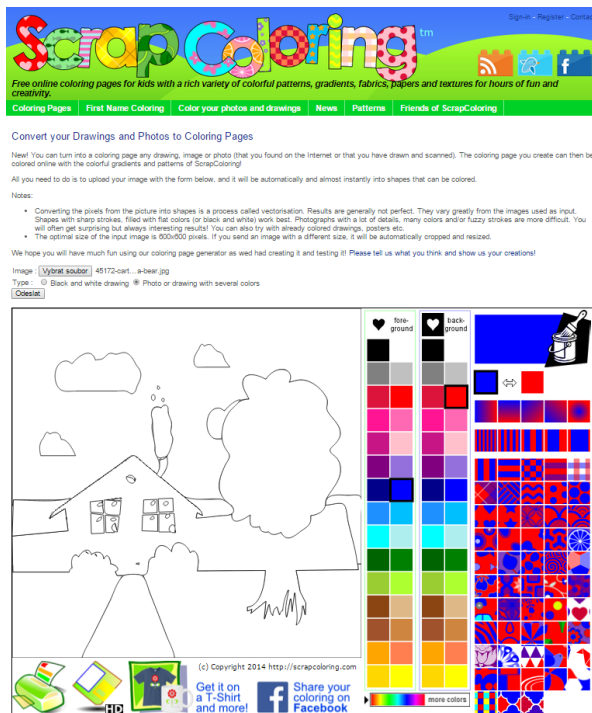 Scrap Coloring tm
Sign-in - Register - Contac
Free online coloring pages for kids with a rich variety of colorful patterns, gradients, fabrics, papers and textures for hours of fun and
creativity.
Coloring Pages First Name Coloring Color your photos and drawings News Patterns Friends of ScrapColoring
Convert your Drawings and Photos to Coloring Pages
New! You can turn into a coloring page any drawing, image or photo (that you found on the Internet or that you have drawn and scanned). The coloring page you create can then be
colored online with the colorful gradients and patterns of ScrapColoring!
All you need to do is to upload your image with the form below, and it will be automatically and almost instantly into shapes that can be colored.
Notes:
• Converting the pixels from the picture into shapes is a process called vectorisation. Results are generally not perfect. They vary greatly from the images used as input.
Shapes with sharp strokes, filled with flat colors (or black and white) work best. Photographs with a lot of details, many colors and/or fuzzy strokes are more difficult. You
will often get surprising but always interesting results! You can also try with already colored drawings, posters etc.
• The optimal size of the input image is 600x600 pixels. If you send an image with a different size, it will be automatically cropped and resized.
We hope you will have much fun using our coloring page generator as wed had creating it and testing it! Please tell us what you think and show us your creations!
Image : Vybrat soubor 45172-cart…a-bear.jpg
Type : Black and white drawing Photo or drawing with several colors
Odeslat
fore-
ground
back-
ground
(c) Copyright 2014 http://scrapcoloring.com
HD
Get it on
a T-Shirt
and more!
Share your
coloring on
Facebook
more colors